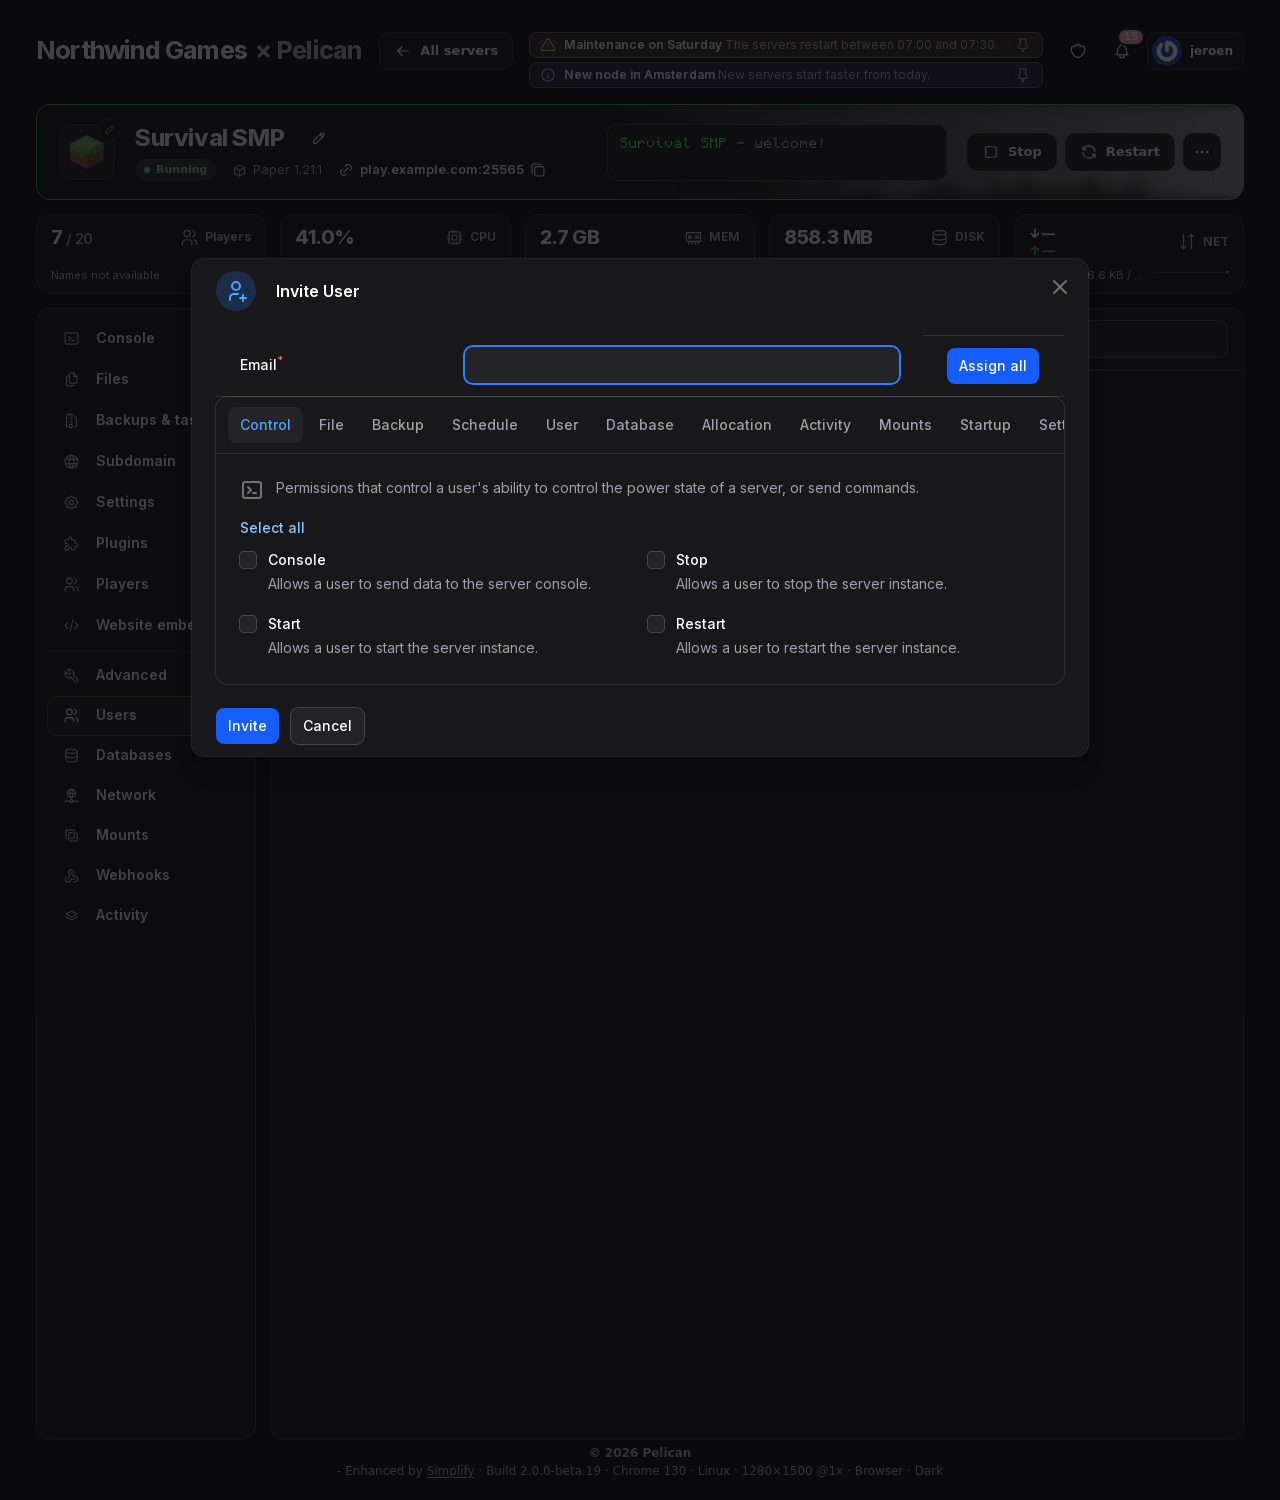 Northwind Games × Pelican
All servers
Maintenance on Saturday The servers restart between 07:00 and 07:30.
New node in Amsterdam New servers start faster from today.
15
jeroen
Survival SMP
Running
Paper 1.21.1
play.example.com:25565
Survival SMP - welcome!
Stop
Restart
7 / 20
Players
Names not available
41.0%
CPU
2.7 GB
MEM
858.3 MB
DISK
NET
6.6 KB / ...
Console
Files
Backups & tas
Subdomain
Settings
Plugins
Players
Website embe
Advanced
Users
Databases
Network
Mounts
Webhooks
Activity
Invite User
Email*
Assign all
Control
File
Backup
Schedule
User
Database
Allocation
Activity
Mounts
Startup
Sett
Permissions that control a user's ability to control the power state of a server, or send commands.
Select all
Console
Allows a user to send data to the server console.
Stop
Allows a user to stop the server instance.
Start
Allows a user to start the server instance.
Restart
Allows a user to restart the server instance.
Invite
Cancel
© 2026 Pelican
- Enhanced by Simplify · Build 2.0.0-beta.19 · Chrome 130 · Linux · 1280×1500 @1x · Browser · Dark